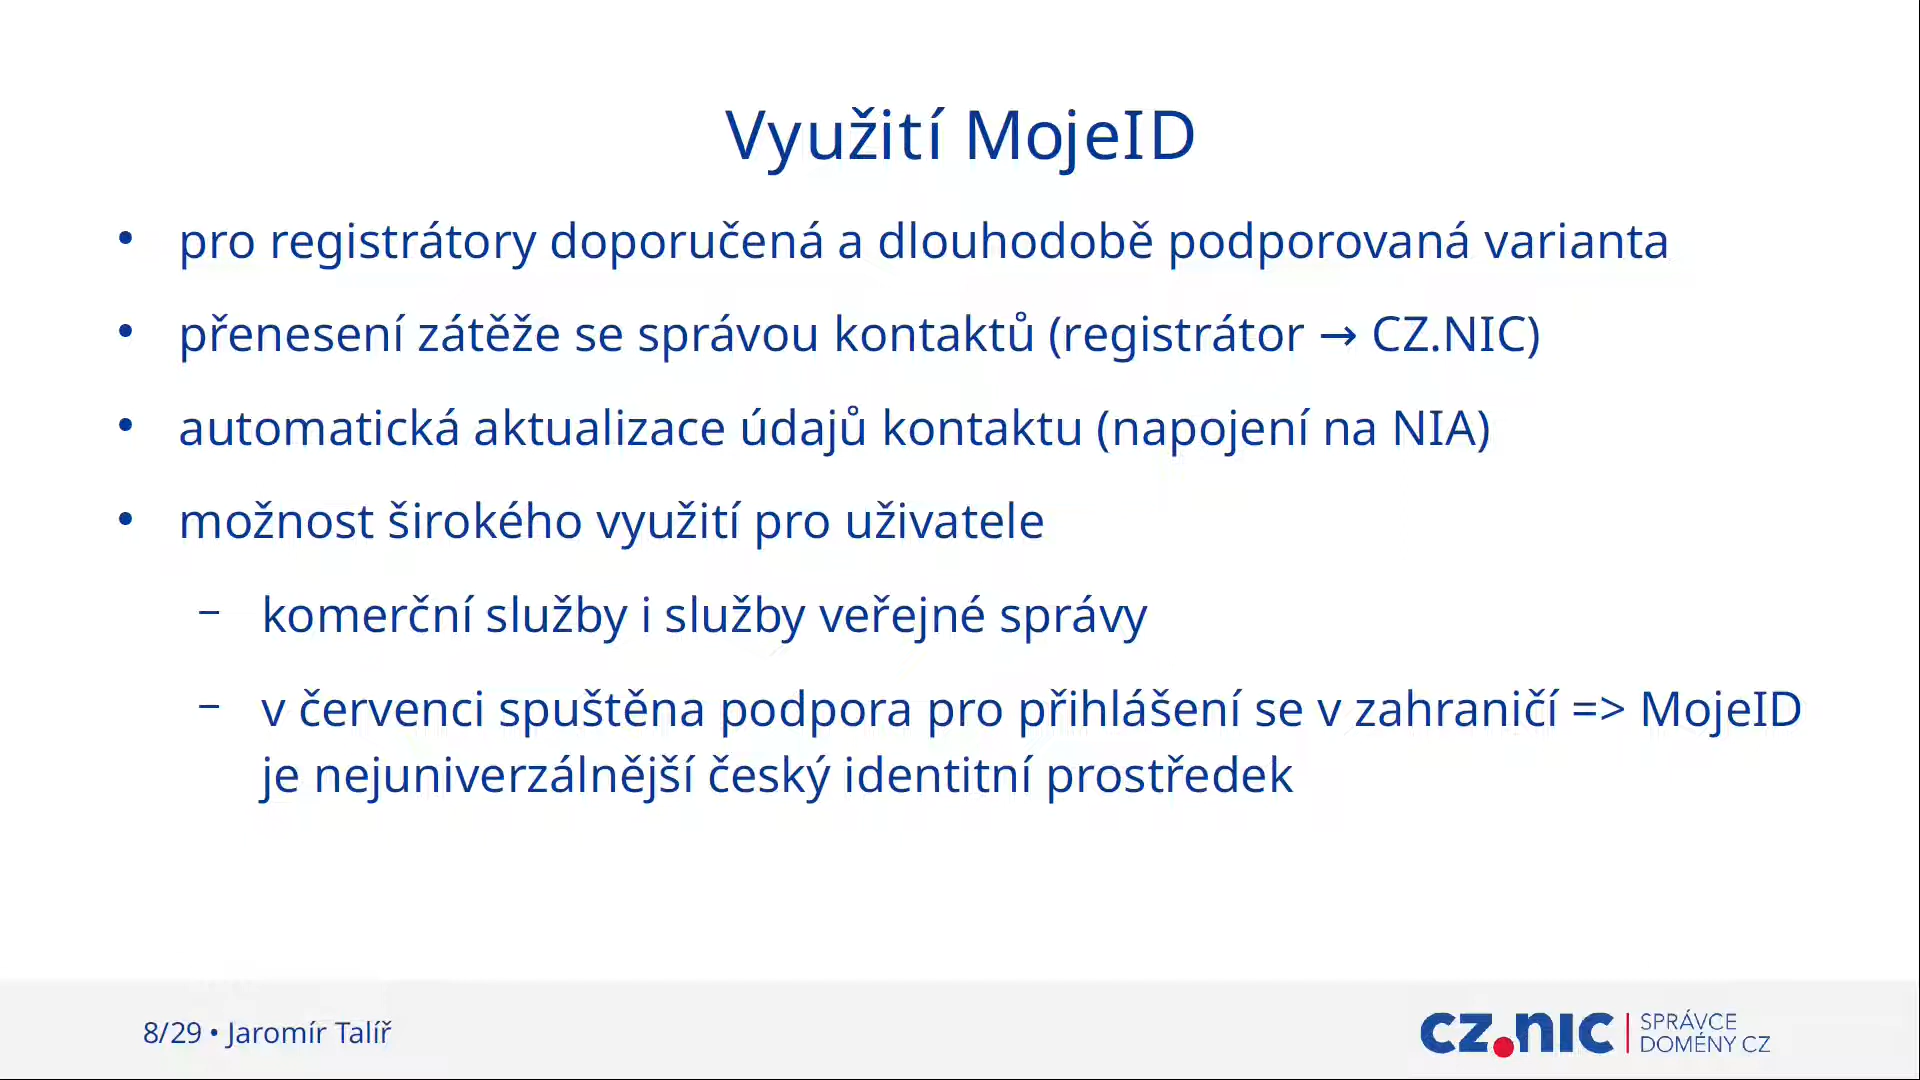 Využití MojeID
• pro registrátory doporučená a dlouhodobě podporovaná varianta
• přenesení zátěže se správou kontaktů (registrátor → CZ.NIC)
• automatická aktualizace údajů kontaktu (napojení na NIA)
• možnost širokého využití pro uživatele
– komerční služby i služby veřejné správy
– v červenci spuštěna podpora pro přihlášení se v zahraničí => MojeID
je nejuniverzálnější český identitní prostředek
8/29 • Jaromír Talíř
cz.nic | SPRÁVCE
DOMÉNY CZ